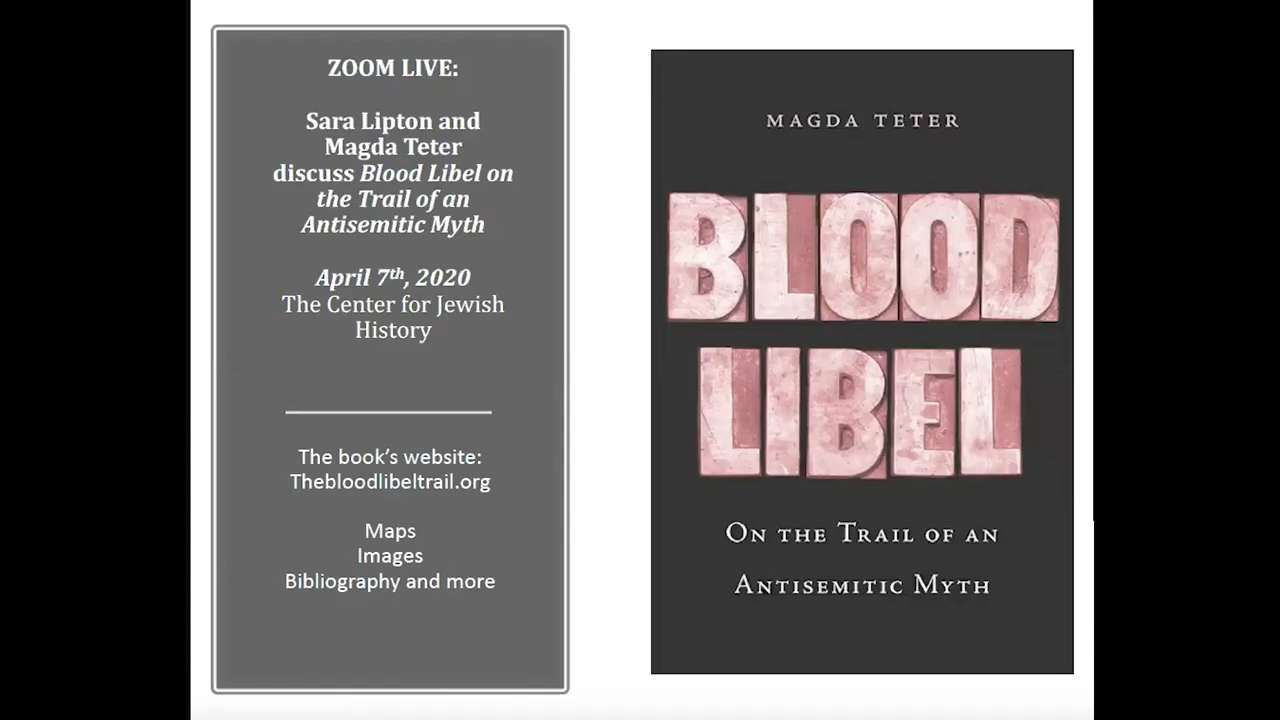 ZOOM LIVE:
Sara Lipton and
Magda Teter
discuss Blood Libel on
the Trail of an
Antisemitic Myth
April 7th, 2020
The Center for Jewish
History
The book's website:
Thebloodlibeltrail.org
Maps
Images
Bibliography and more
MAGDA TETER
BLOOD
LIBEL
ON THE TRAIL OF AN
ANTISEMITIC MYTH